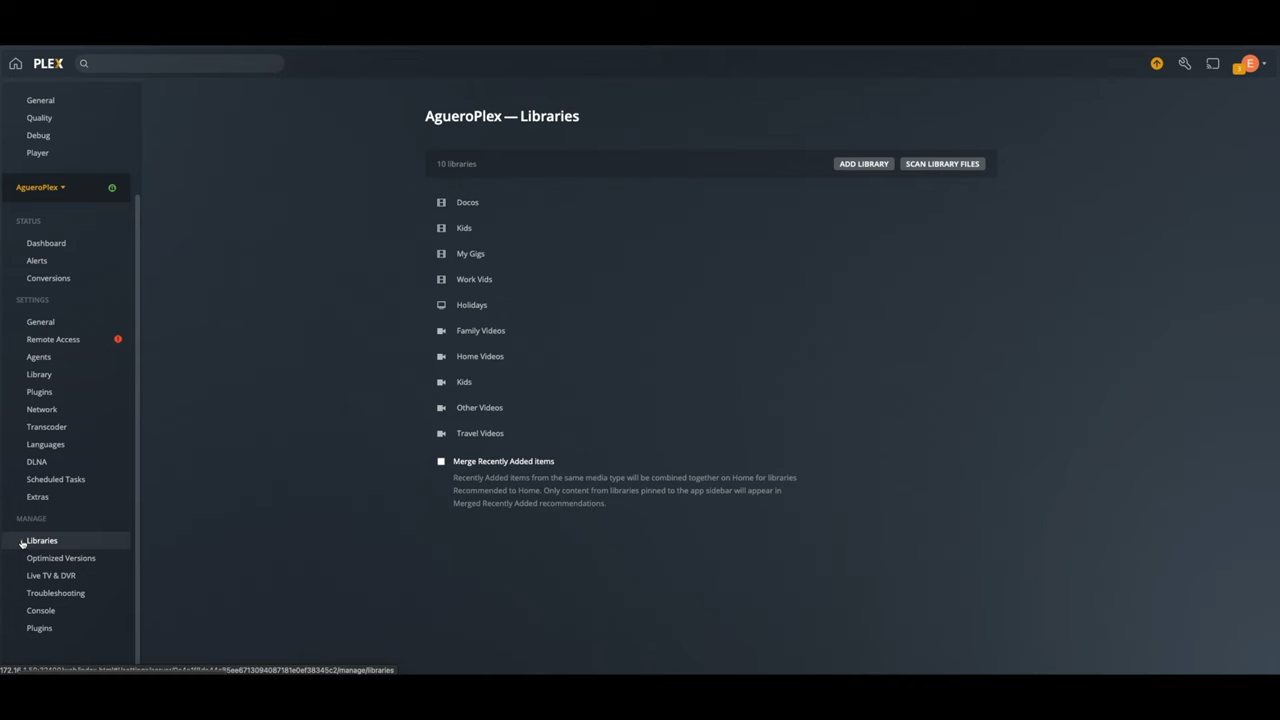 PLEX
E
General
Quality
Debug
Player
AgueroPlex
STATUS
Dashboard
Alerts
Conversions
SETTINGS
General
Remote Access
Agents
Library
Plugins
Network
Transcoder
Languages
DLNA
Scheduled Tasks
Extras
MANAGE
Libraries
Optimized Versions
Live TV & DVR
Troubleshooting
Console
Plugins
AgueroPlex — Libraries
10 libraries
ADD LIBRARY
SCAN LIBRARY FILES
Docos
Kids
My Gigs
Work Vids
Holidays
Family Videos
Home Videos
Kids
Other Videos
Travel Videos
Merge Recently Added items
Recently Added items from the same media type will be combined together on Home for libraries
Recommended to Home. Only content from libraries pinned to the app sidebar will appear in
Merged Recently Added recommendations.